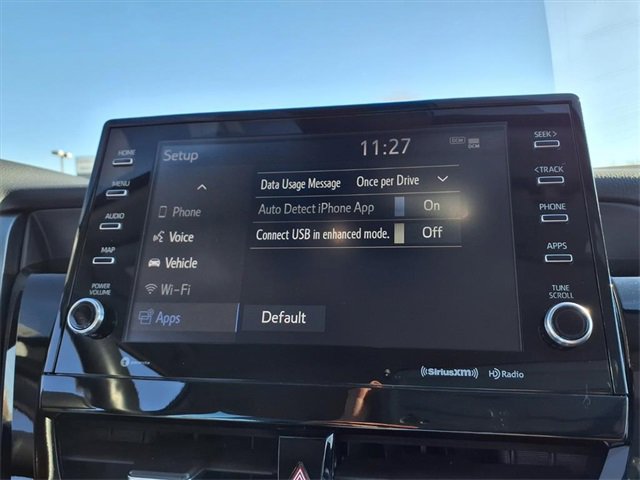 HOME
MENU
AUDIO
MAP
POWER
VOLUME
Setup
11:27
DCM
DCM
Phone
Voice
Vehicle
Wi-Fi
Apps
Data Usage Message Once per Drive
Auto Detect iPhone App On
Connect USB in enhanced mode. Off
Default
SEEK >
< TRACK
PHONE
APPS
TUNE
SCROLL
((SiriusXM))
HD Radio